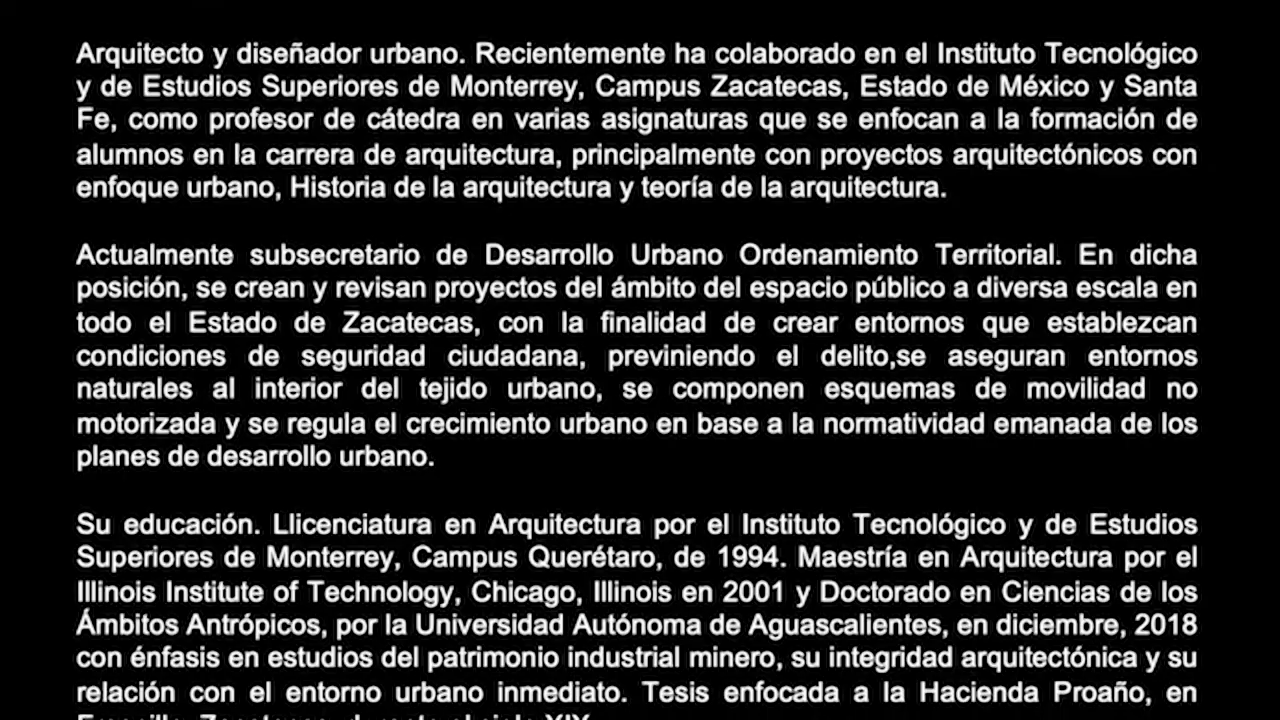 Arquitecto y diseñador urbano. Recientemente ha colaborado en el Instituto Tecnológico
y de Estudios Superiores de Monterrey, Campus Zacatecas, Estado de México y Santa
Fe, como profesor de cátedra en varias asignaturas que se enfocan a la formación de
alumnos en la carrera de arquitectura, principalmente con proyectos arquitectónicos con
enfoque urbano, Historia de la arquitectura y teoría de la arquitectura.
Actualmente subsecretario de Desarrollo Urbano Ordenamiento Territorial. En dicha
posición, se crean y revisan proyectos del ámbito del espacio público a diversa escala en
todo el Estado de Zacatecas, con la finalidad de crear entornos que establezcan
condiciones de seguridad ciudadana, previniendo el delito,se aseguran entornos
naturales al interior del tejido urbano, se componen esquemas de movilidad no
motorizada y se regula el crecimiento urbano en base a la normatividad emanada de los
planes de desarrollo urbano.
Su educación. Llicenciatura en Arquitectura por el Instituto Tecnológico y de Estudios
Superiores de Monterrey, Campus Querétaro, de 1994. Maestría en Arquitectura por el
Illinois Institute of Technology, Chicago, Illinois en 2001 y Doctorado en Ciencias de los
Ámbitos Antrópicos, por la Universidad Autónoma de Aguascalientes, en diciembre, 2018
con énfasis en estudios del patrimonio industrial minero, su integridad arquitectónica y su
relación con el entorno urbano inmediato. Tesis enfocada a la Hacienda Proaño, en